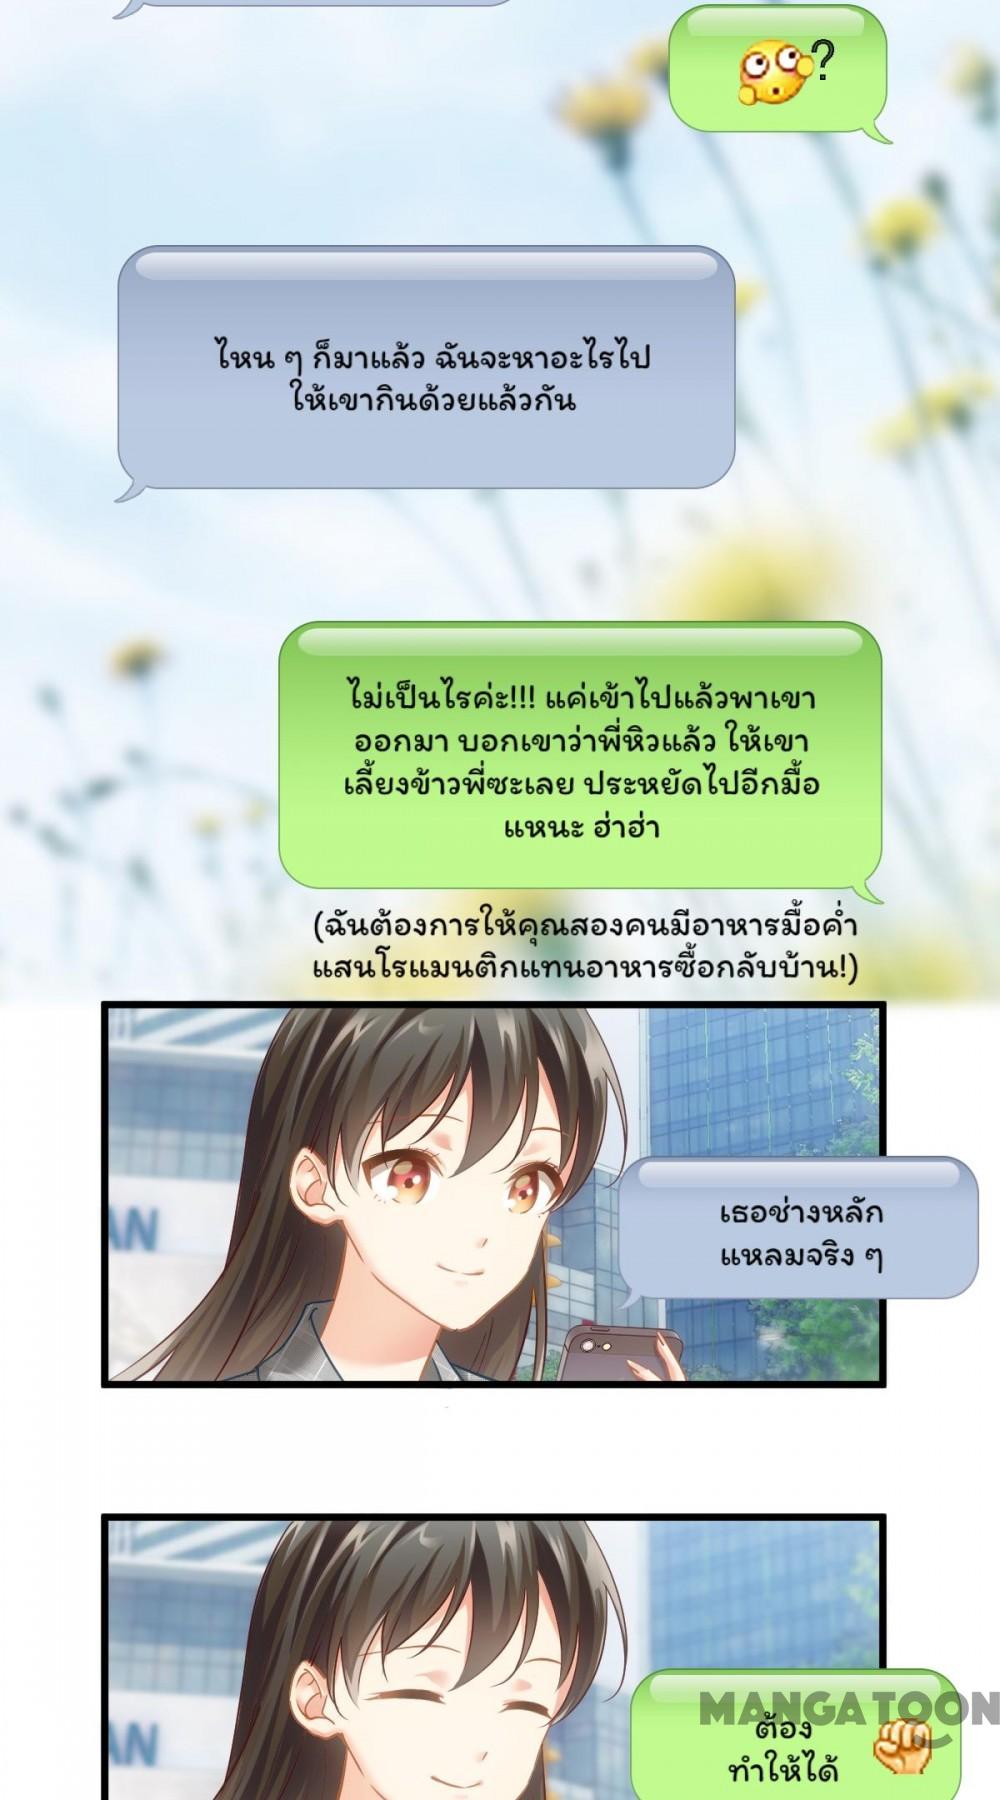 ?
ไหน ๆ ก็มาแล้ว ฉันจะหาอะไรไป
ให้เขากินด้วยแล้วกัน
ไม่เป็นไรค่ะ!!! แค่เข้าไปแล้วพาเขา
ออกมา บอกเขาว่าพี่หิวแล้ว ให้เขา
เลี้ยงข้าวพี่ซะเลย ประหยัดไปอีกมื้อ
แหนะ ฮ่าฮ่า
(ฉันต้องการให้คุณสองคนมีอาหารมื้อค่ำ
แสนโรแมนติกแทนอาหารซื้อกลับบ้าน!)
AN
เธอช่างหลัก
แหลมจริง ๆ
AN
MANGATOON
ต้อง
ทำให้ได้